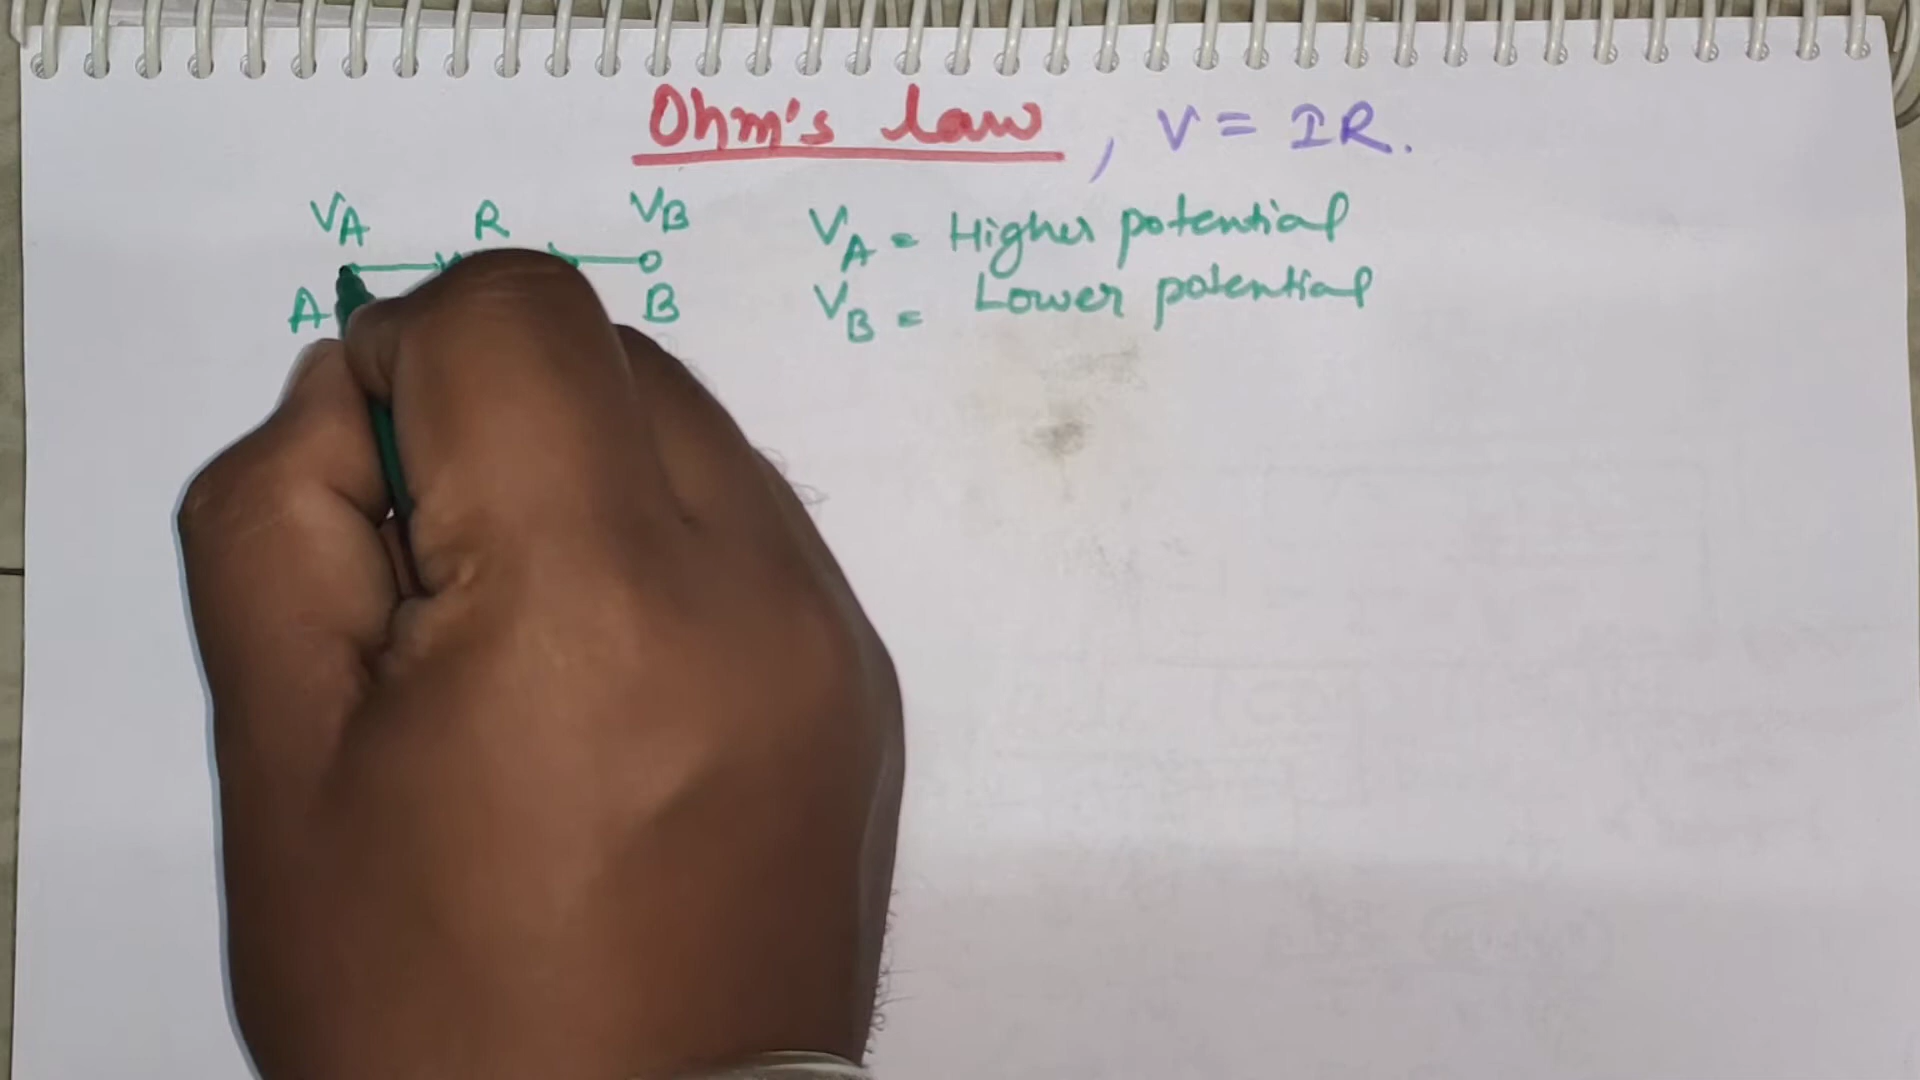 Ohm's law, V = IR.
VA R VB
A B
VA = Higher potential
VB = Lower potential